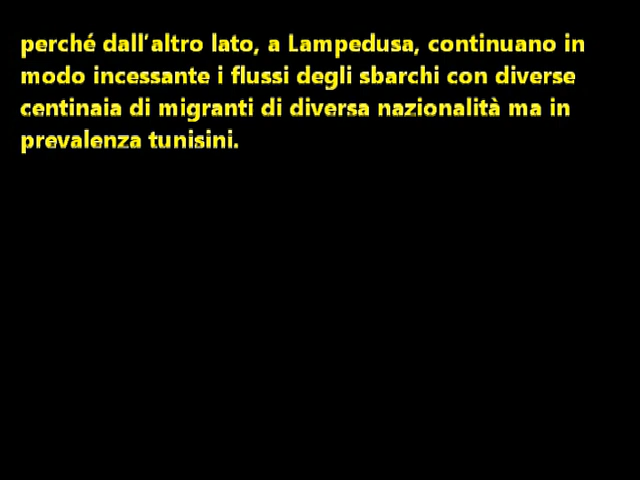 perché dall'altro lato, a Lampedusa, continuano in
modo incessante i flussi degli sbarchi con diverse
centinaia di migranti di diversa nazionalità ma in
prevalenza tunisini.